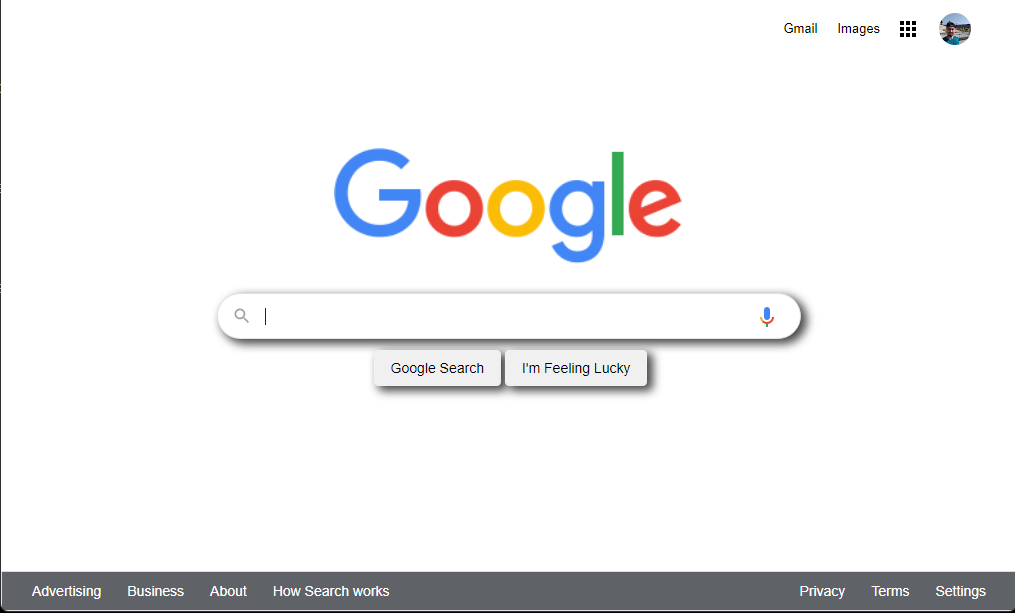 Gmail Images
Google
Google Search I'm Feeling Lucky
Advertising Business About How Search works Privacy Terms Settings